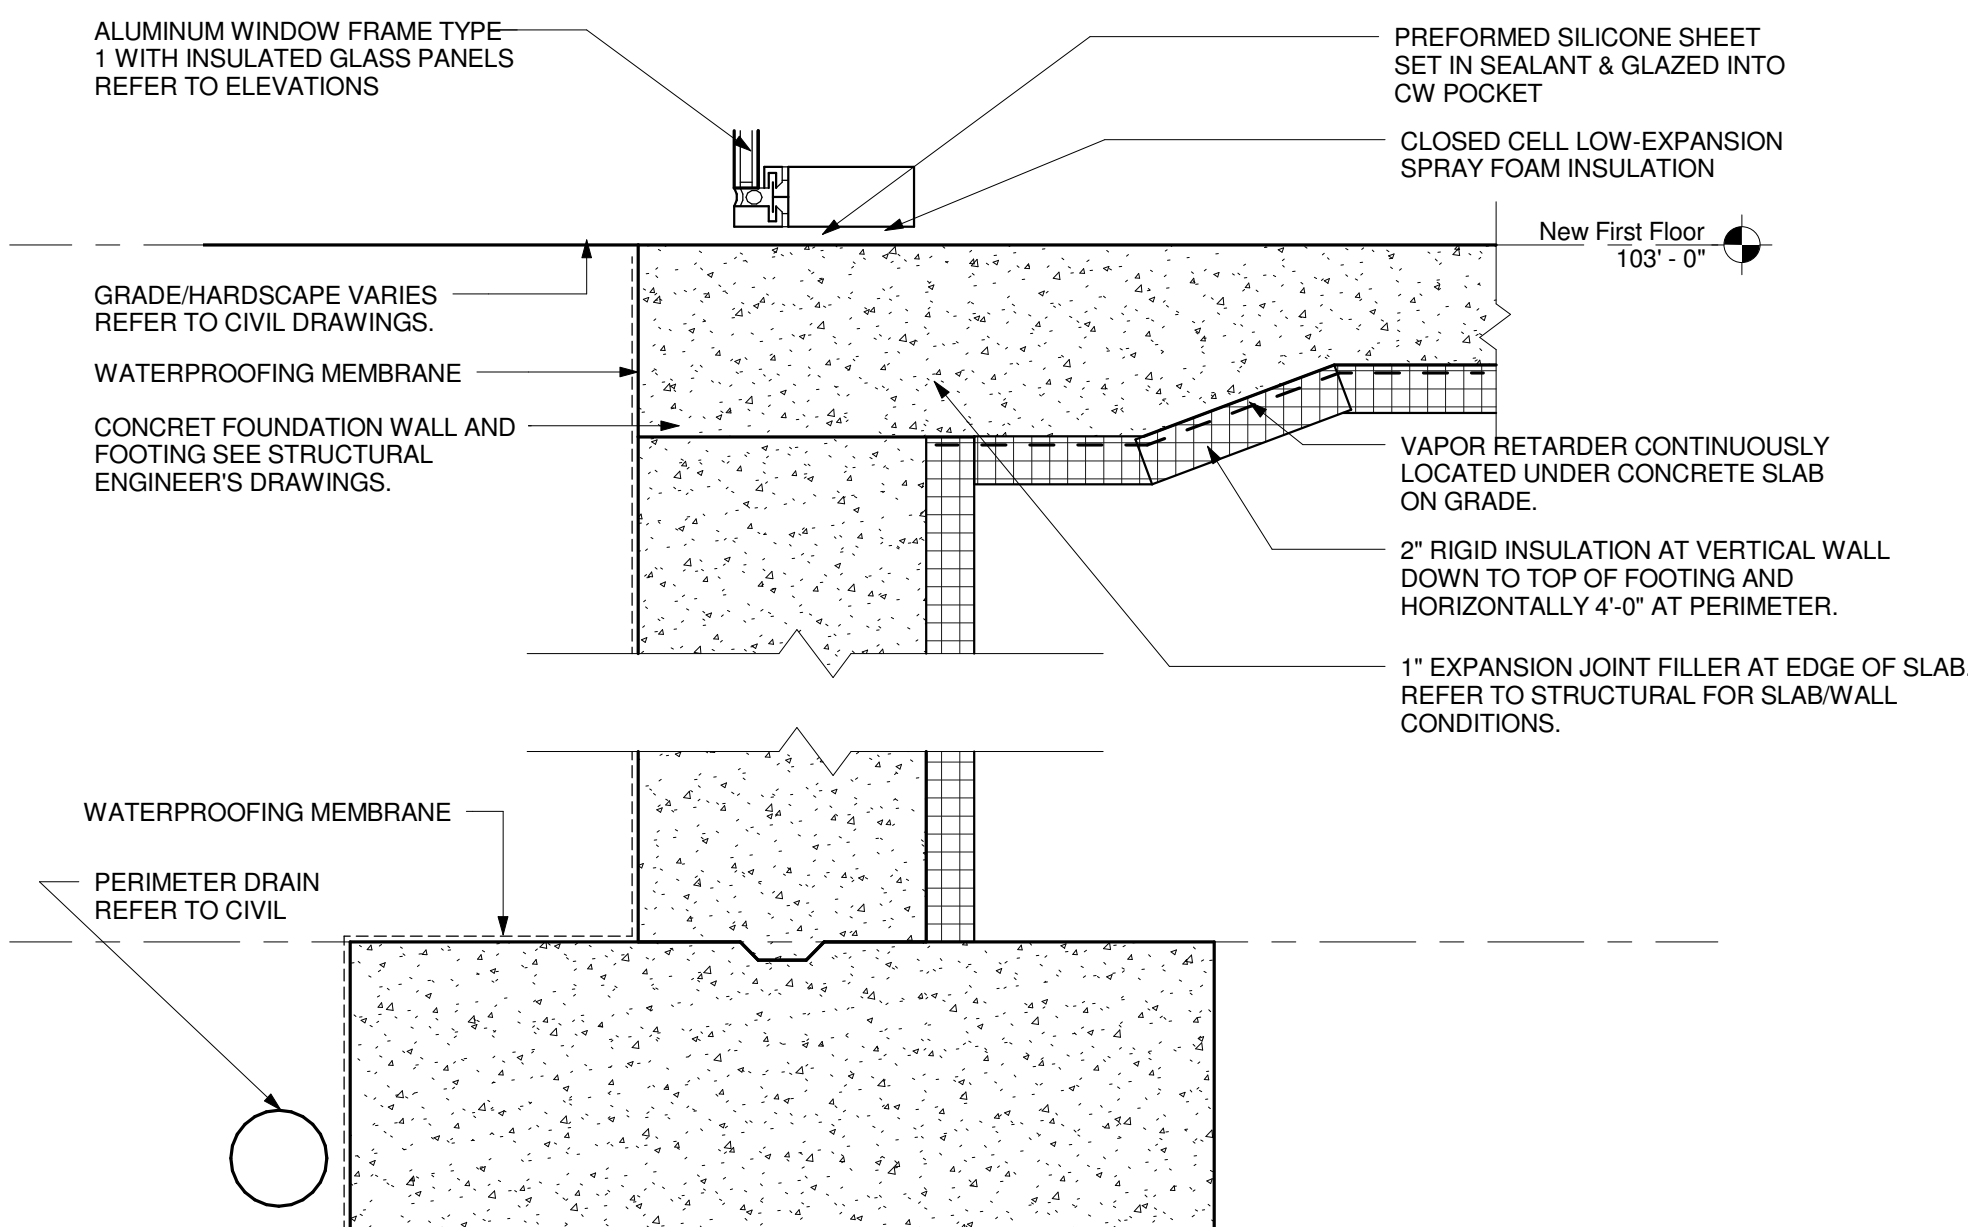 ALUMINUM WINDOW FRAME TYPE
1 WITH INSULATED GLASS PANELS
REFER TO ELEVATIONS
PREFORMED SILICONE SHEET
SET IN SEALANT & GLAZED INTO
CW POCKET
CLOSED CELL LOW-EXPANSION
SPRAY FOAM INSULATION
New First Floor
103' - 0"
GRADE/HARDSCAPE VARIES
REFER TO CIVIL DRAWINGS.
WATERPROOFING MEMBRANE
CONCRET FOUNDATION WALL AND
FOOTING SEE STRUCTURAL
ENGINEER'S DRAWINGS.
VAPOR RETARDER CONTINUOUSLY
LOCATED UNDER CONCRETE SLAB
ON GRADE.
2" RIGID INSULATION AT VERTICAL WALL
DOWN TO TOP OF FOOTING AND
HORIZONTALLY 4'-0" AT PERIMETER.
1" EXPANSION JOINT FILLER AT EDGE OF SLAB.
REFER TO STRUCTURAL FOR SLAB/WALL
CONDITIONS.
WATERPROOFING MEMBRANE
PERIMETER DRAIN
REFER TO CIVIL